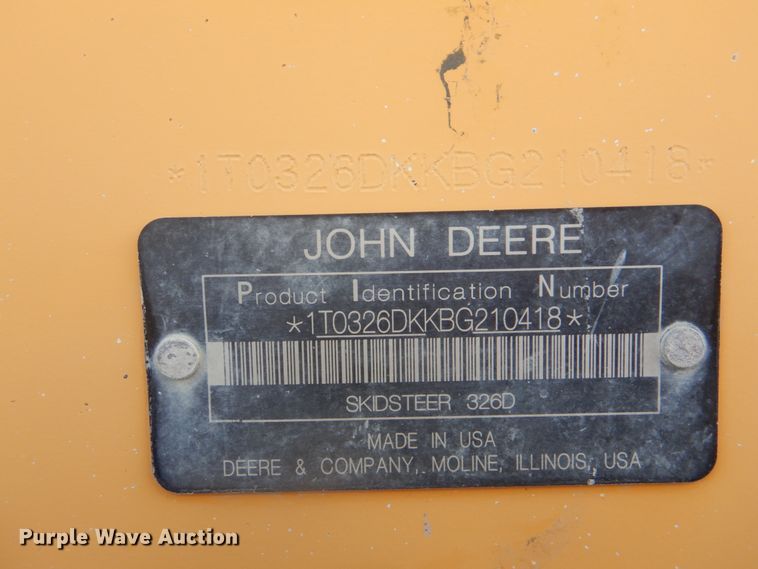 *1T0326DKKBG210418*
JOHN DEERE
Product Identification Number
*1T0326DKKBG210418*
SKIDSTEER 326D
MADE IN USA
DEERE & COMPANY, MOLINE, ILLINOIS, USA
Purple Wave Auction